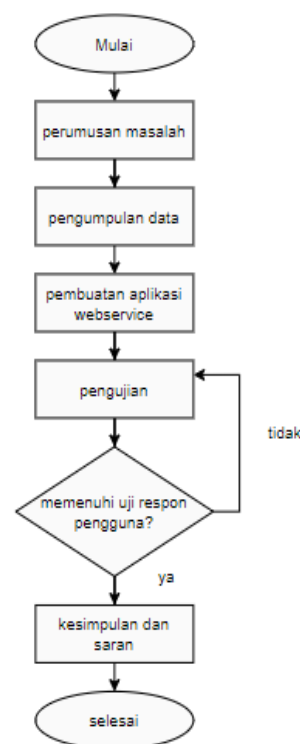 Mulai
perumusan masalah
pengumpulan data
pembuatan aplikasi
webservice
pengujian
tidak
memenuhi uji respon
pengguna?
ya
kesimpulan dan
saran
selesai